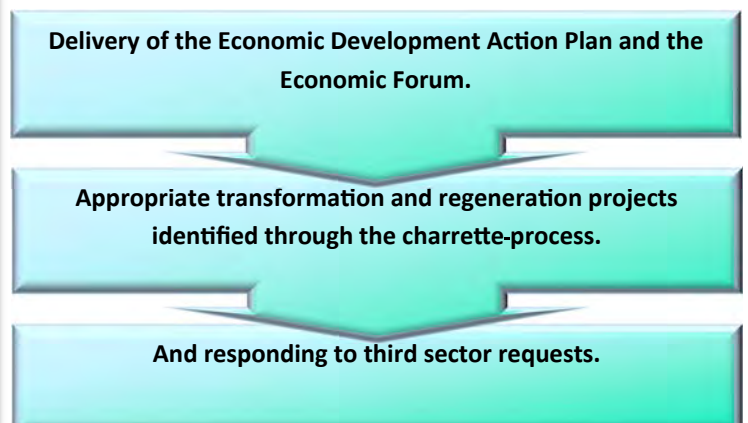 Delivery of the Economic Development Action Plan and the
Economic Forum.
Appropriate transformation and regeneration projects
identified through the charrette-process.
And responding to third sector requests.